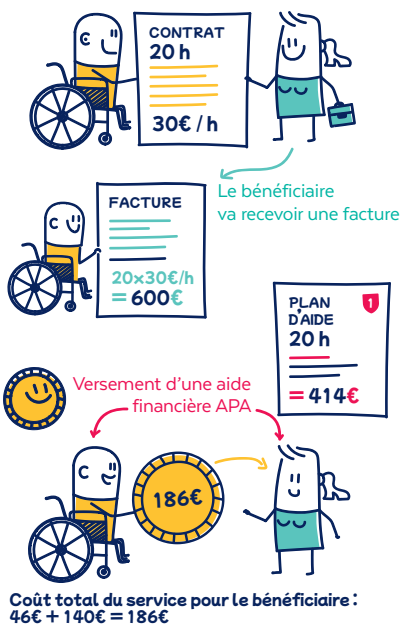 CONTRAT
20 h
30€ / h
Le bénéficiaire
va recevoir une facture
FACTURE
20x30€/h
= 600€
PLAN
D'AIDE
1
20 h
= 414€
Versement d'une aide
financière APA
186€
Coût total du service pour le bénéficiaire :
46€ + 140€ = 186€